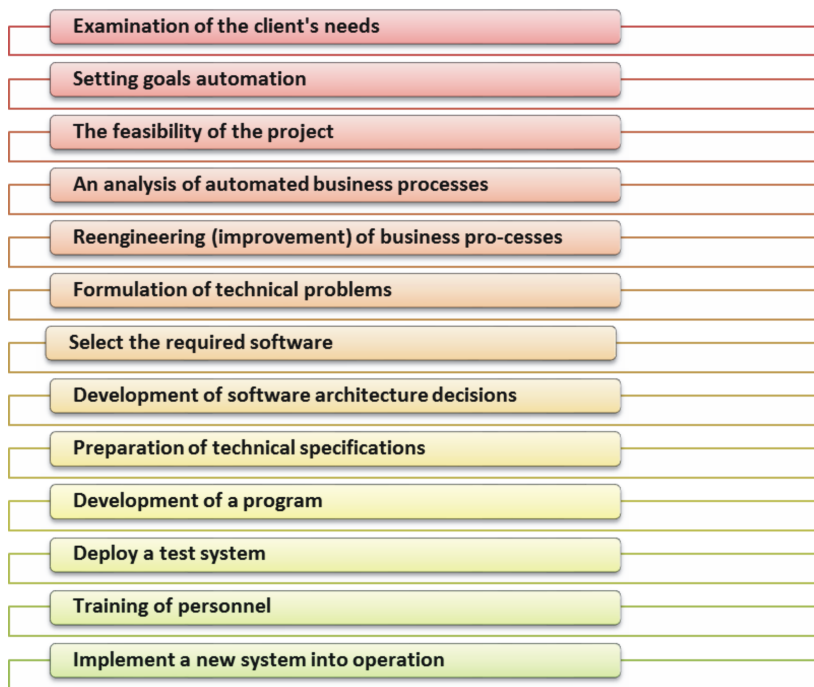 Examination of the client's needs
Setting goals automation
The feasibility of the project
An analysis of automated business processes
Reengineering (improvement) of business pro-cesses
Formulation of technical problems
Select the required software
Development of software architecture decisions
Preparation of technical specifications
Development of a program
Deploy a test system
Training of personnel
Implement a new system into operation